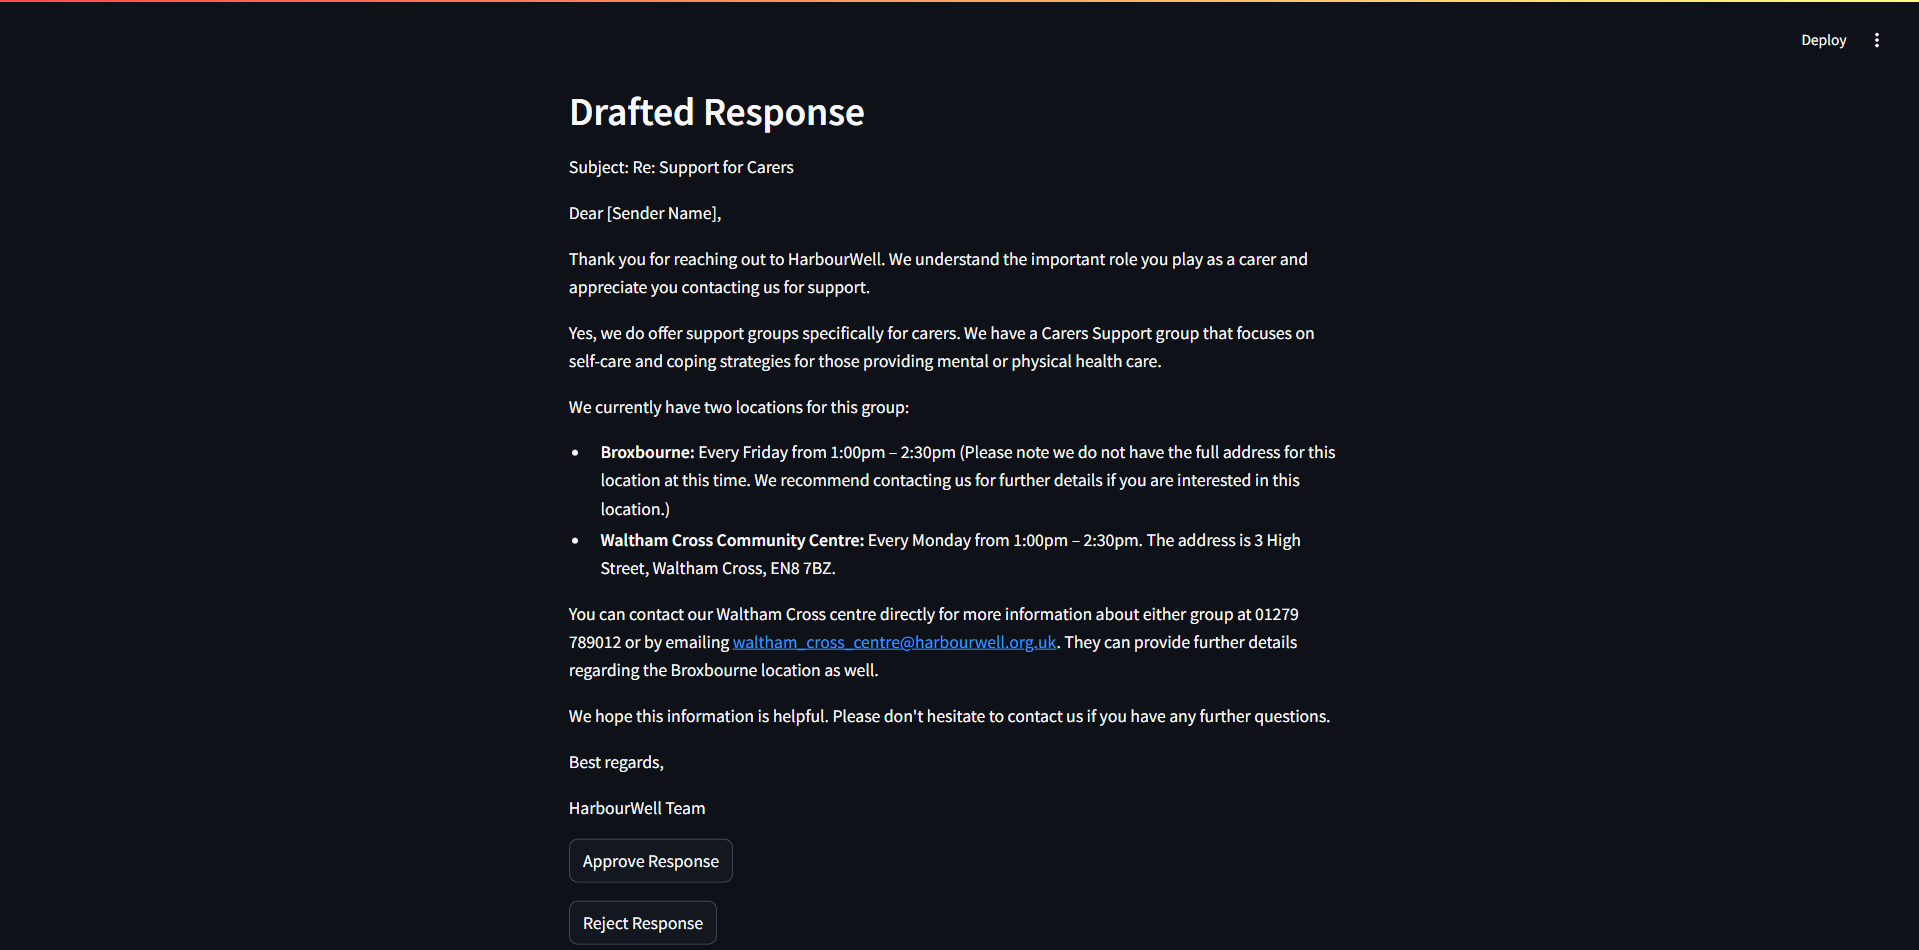 Deploy
Drafted Response
Subject: Re: Support for Carers
Dear [Sender Name],
Thank you for reaching out to HarbourWell. We understand the important role you play as a carer and
appreciate you contacting us for support.
Yes, we do offer support groups specifically for carers. We have a Carers Support group that focuses on
self-care and coping strategies for those providing mental or physical health care.
We currently have two locations for this group:
• Broxbourne: Every Friday from 1:00pm – 2:30pm (Please note we do not have the full address for this
location at this time. We recommend contacting us for further details if you are interested in this
location.)
• Waltham Cross Community Centre: Every Monday from 1:00pm – 2:30pm. The address is 3 High
Street, Waltham Cross, EN8 7BZ.
You can contact our Waltham Cross centre directly for more information about either group at 01279
789012 or by emailing waltham_cross_centre@harbourwell.org.uk. They can provide further details
regarding the Broxbourne location as well.
We hope this information is helpful. Please don't hesitate to contact us if you have any further questions.
Best regards,
HarbourWell Team
Approve Response
Reject Response